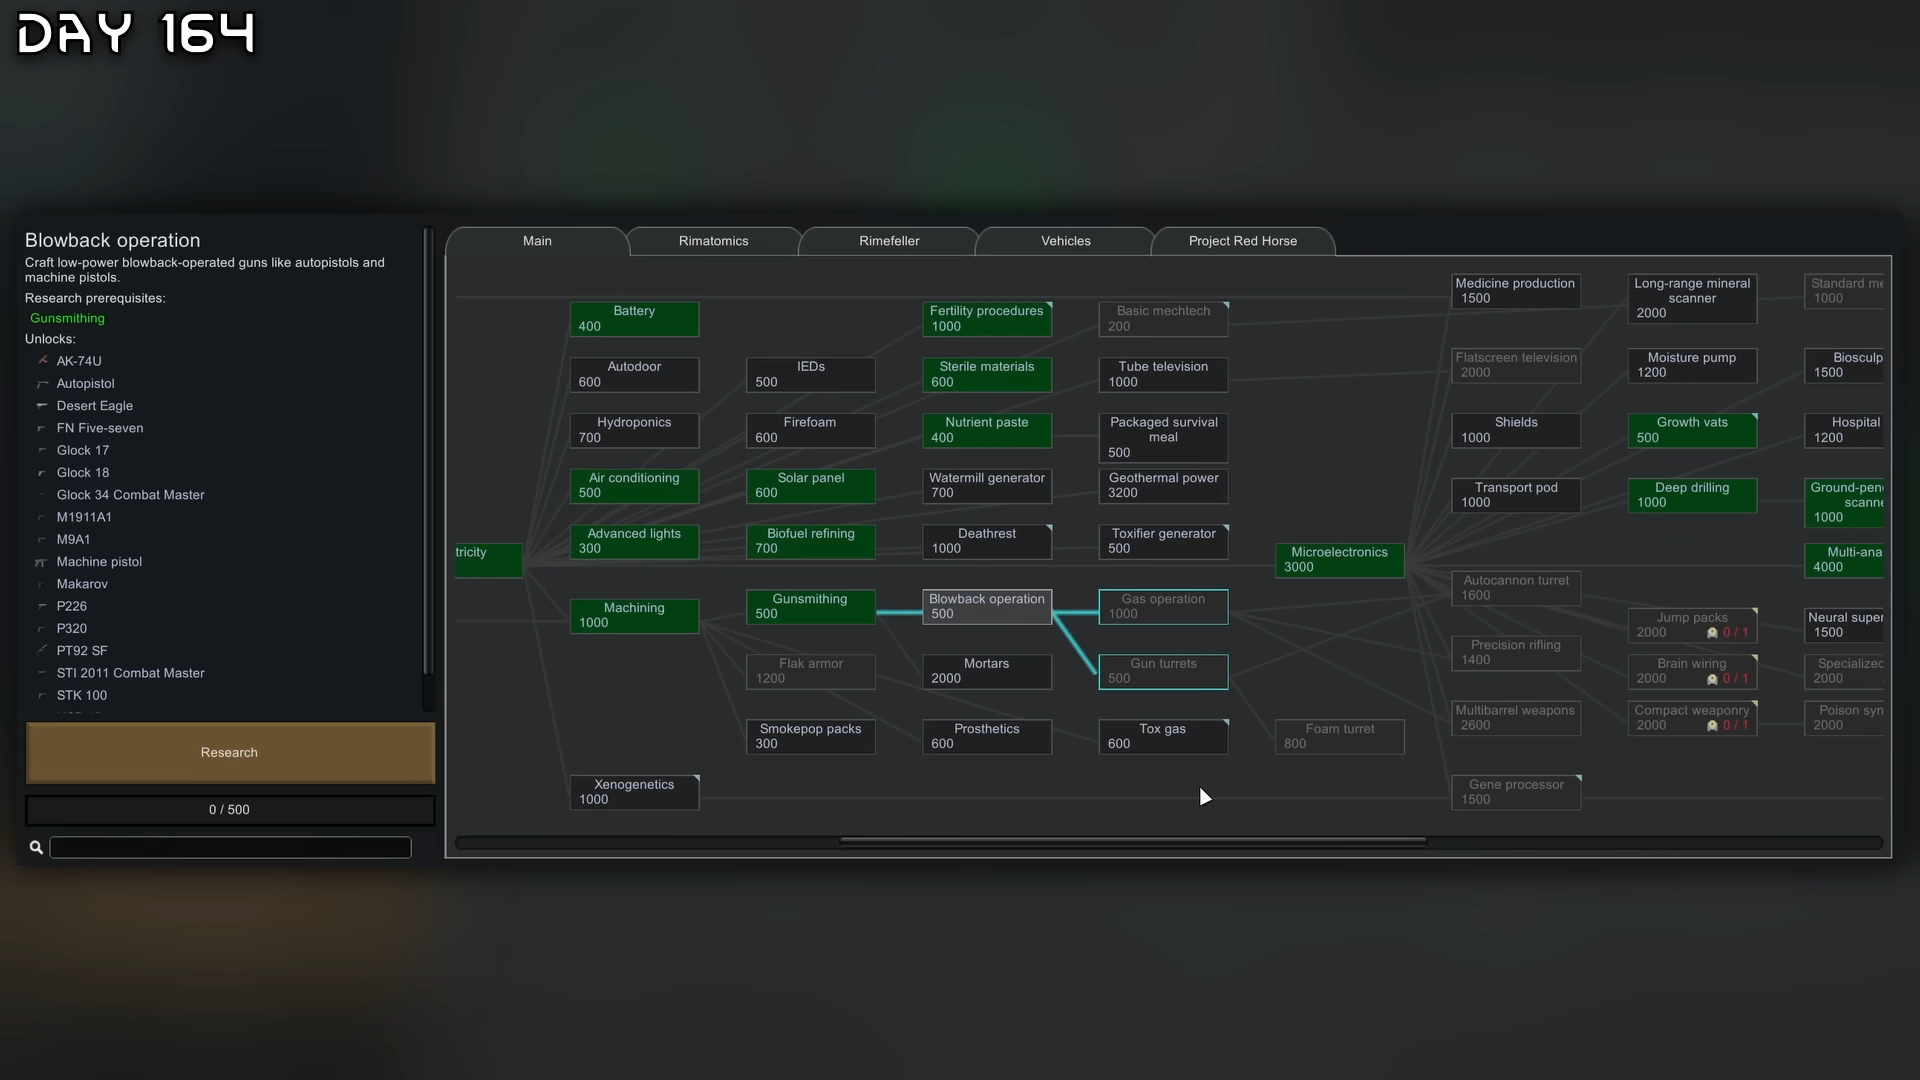 DAY 164
Blowback operation
Craft low-power blowback-operated guns like autopistols and
machine pistols.
Research prerequisites:
Gunsmithing
Unlocks:
AK-74U
Autopistol
Desert Eagle
FN Five-seven
Glock 17
Glock 18
Glock 34 Combat Master
M1911A1
M9A1
Machine pistol
Makarov
P226
P320
PT92 SF
STI 2011 Combat Master
STK 100
Research
0 / 500
Main
Rimatomics
Rimefeller
Vehicles
Project Red Horse
tricity
Battery
400
Autodoor
600
Hydroponics
700
Air conditioning
500
Advanced lights
300
Machining
1000
Xenogenetics
1000
IEDs
500
Firefoam
600
Solar panel
600
Biofuel refining
700
Gunsmithing
500
Flak armor
1200
Smokepop packs
300
Fertility procedures
1000
Sterile materials
600
Nutrient paste
400
Watermill generator
700
Deathrest
1000
Blowback operation
500
Mortars
2000
Prosthetics
600
Basic mechtech
200
Tube television
1000
Packaged survival
meal
500
Geothermal power
3200
Toxifier generator
500
Gas operation
1000
Gun turrets
500
Tox gas
600
Microelectronics
3000
Foam turret
800
Medicine production
1500
Flatscreen television
2000
Shields
1000
Transport pod
1000
Autocannon turret
1600
Precision rifling
1400
Multibarrel weapons
2600
Gene processor
1500
Long-range mineral
scanner
2000
Moisture pump
1200
Growth vats
500
Deep drilling
1000
Jump packs
2000 0 / 1
Brain wiring
2000 0 / 1
Compact weaponry
2000 0 / 1
Standard me
1000
Biosculp
1500
Hospital
1200
Ground-pene
scanne
1000
Multi-ana
4000
Neural super
1500
Specialized
2000
Poison syn
2000